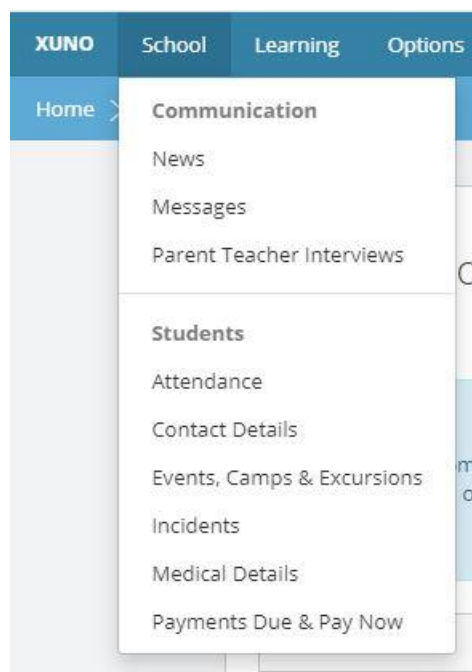 XUNO School Learning Options
Home
Communication
News
Messages
Parent Teacher Interviews
Students
Attendance
Contact Details
Events, Camps & Excursions
Incidents
Medical Details
Payments Due & Pay Now